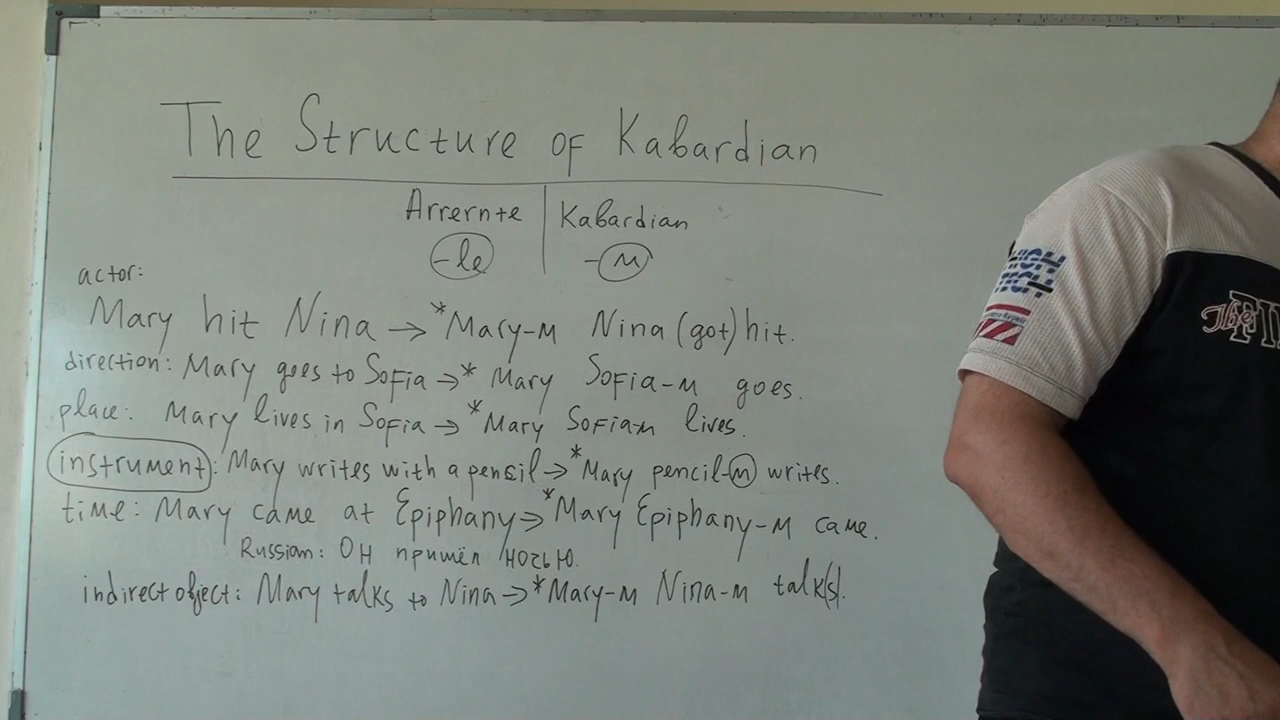 The Structure of Kabardian
Arrernte Kabardian
-le -м
actor:
Mary hit Nina → *Mary-м Nina (got) hit.
direction: Mary goes to Sofia → * Mary Sofia-м goes.
place: Mary lives in Sofia → *Mary Sofia-м lives.
instrument: Mary writes with a pencil → *Mary pencil-м writes.
time: Mary came at Epiphany → *Mary Epiphany-м came.
Russian: Он пришёл ночью.
indirect object: Mary talks to Nina → *Mary-м Nina-м talk(s).
The